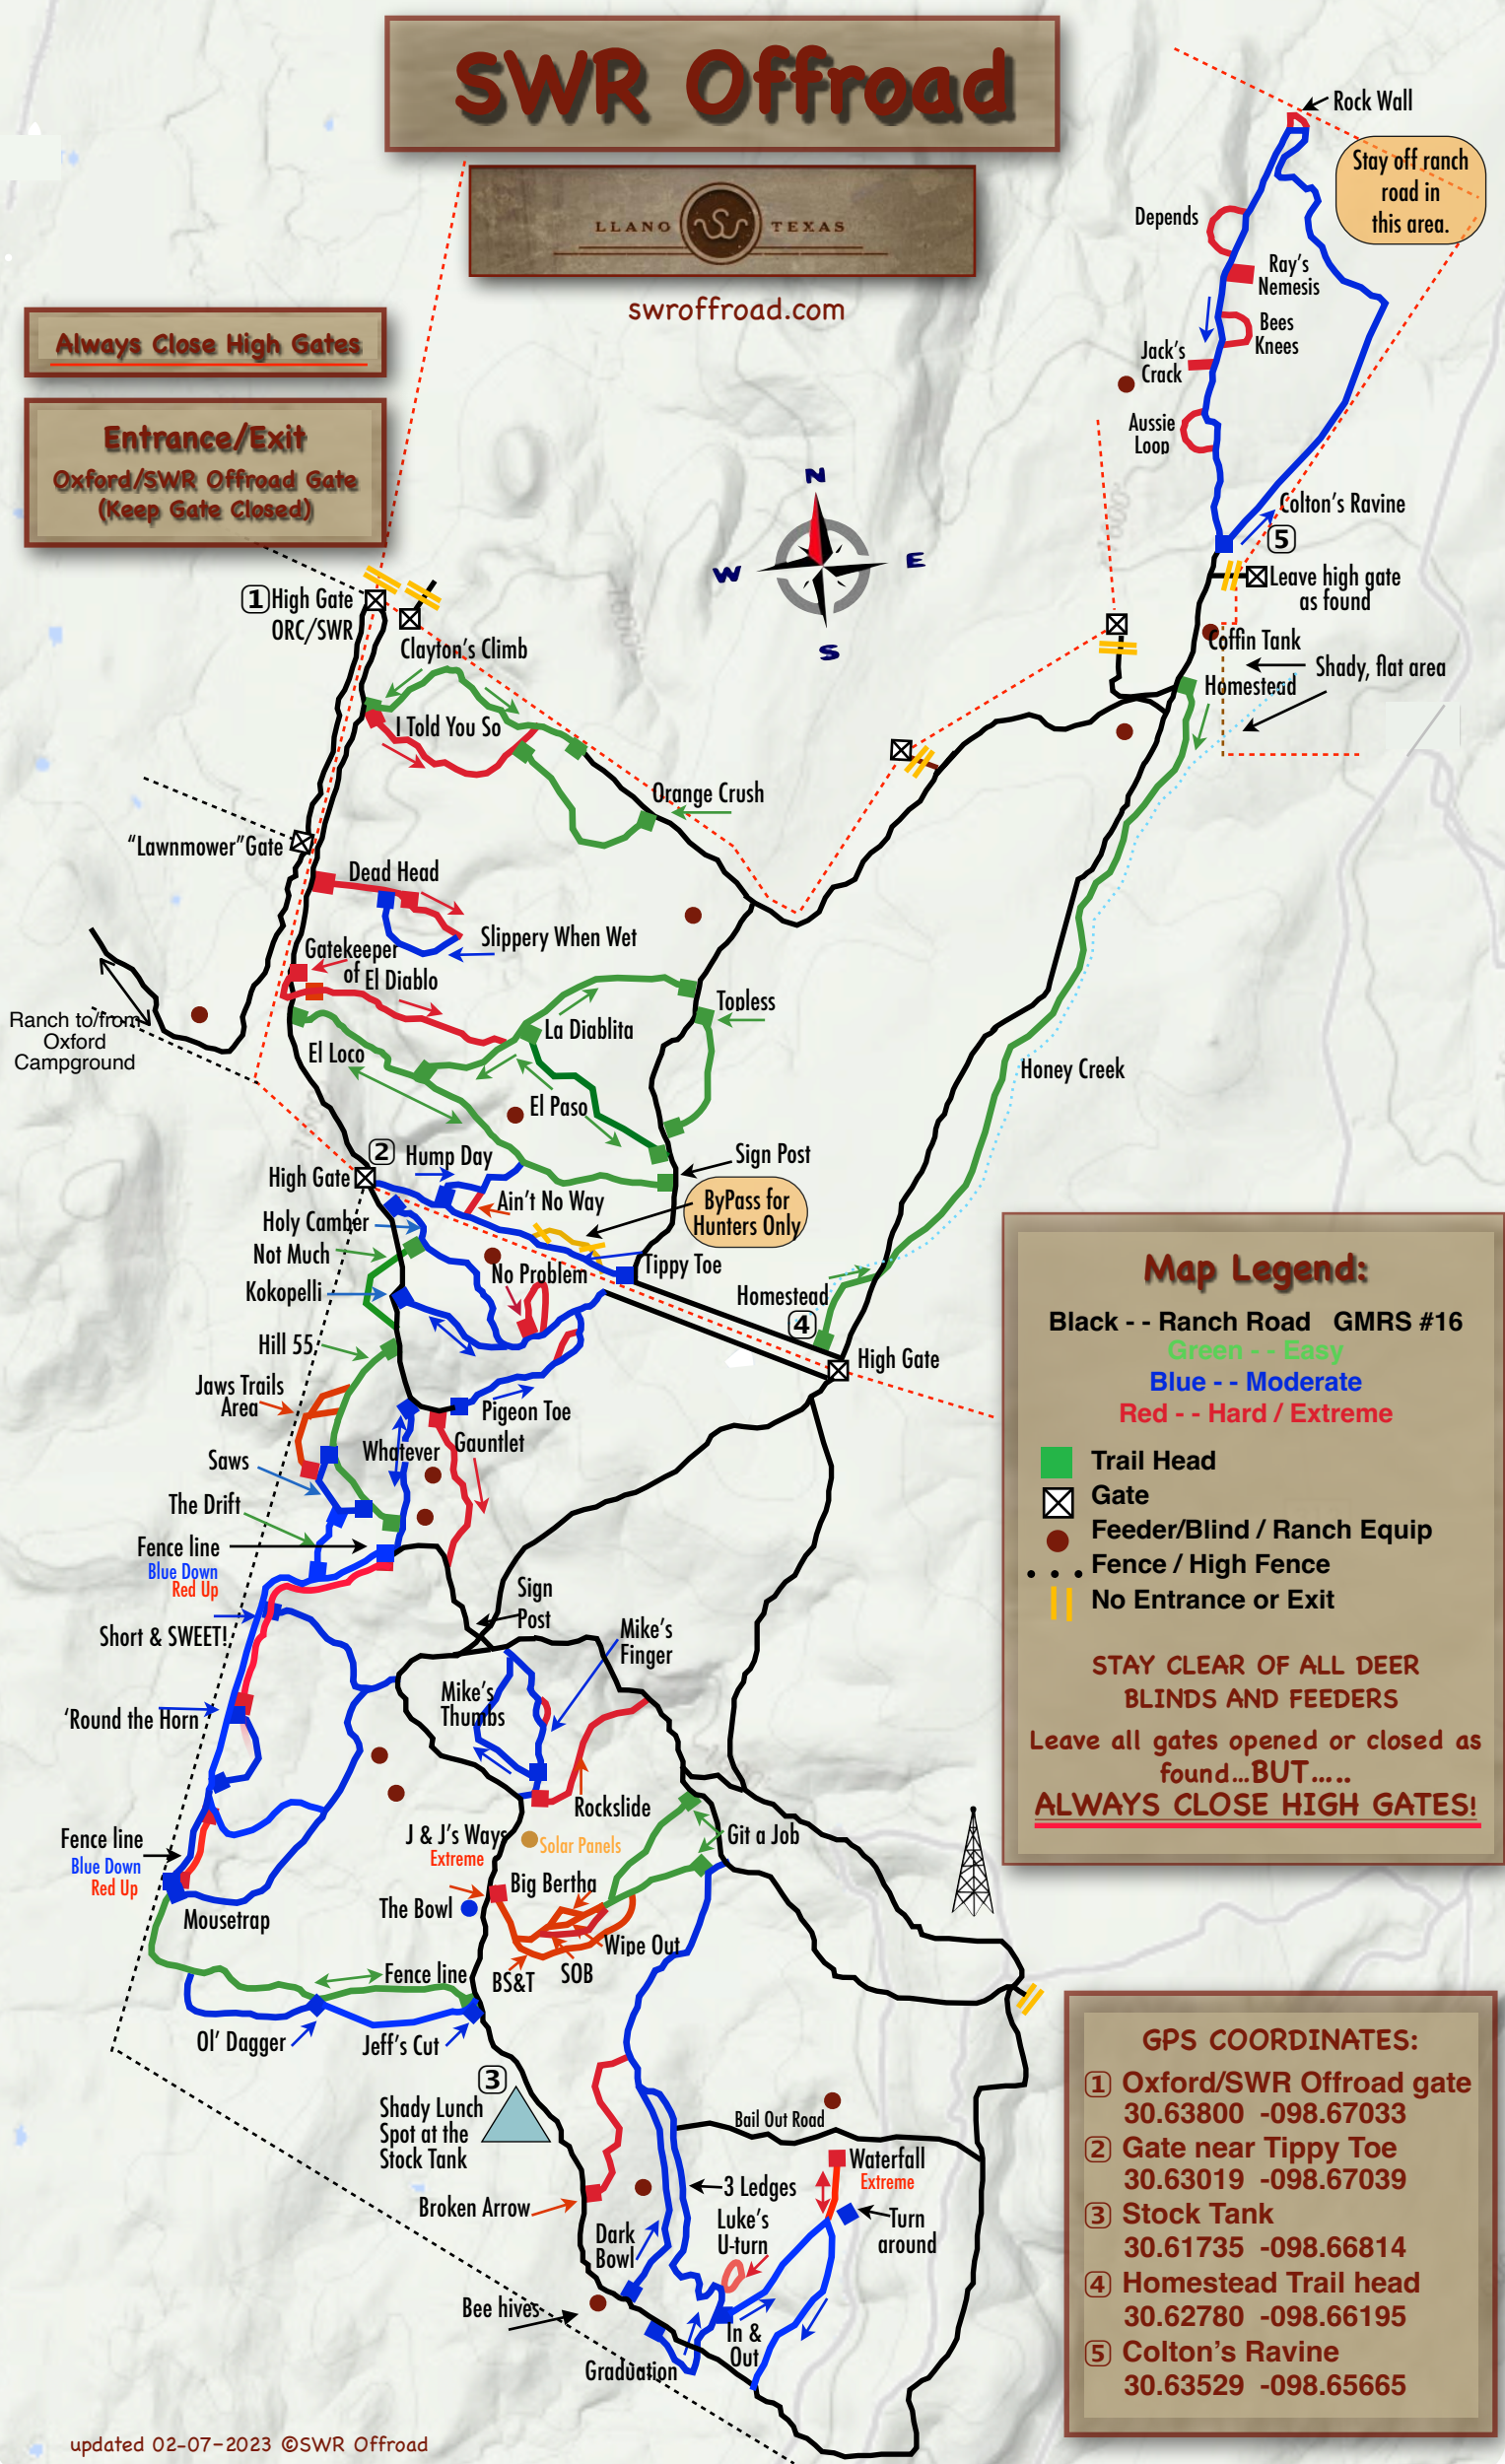 SWR Offroad
LLANO TEXAS
swroffroad.com
Always Close High Gates
Entrance/Exit
Oxford/SWR Offroad Gate
(Keep Gate Closed)
Rock Wall
Stay off ranch
road in
this area.
Depends
Ray's
Nemesis
Bees
Knees
Jack's
Crack
Aussie
Loop
Colton's Ravine
5
Leave high gate
as found
Coffin Tank
Shady, flat area
Homestead
N
W
E
S
1 High Gate
ORC/SWR
Clayton's Climb
I Told You So
Orange Crush
"Lawnmower"Gate
Dead Head
Slippery When Wet
Gatekeeper
of El Diablo
Topless
La Diablita
Ranch to/from
Oxford
Campground
El Loco
El Paso
Honey Creek
2
High Gate
Hump Day
Sign Post
Ain't No Way
ByPass for
Hunters Only
Holy Camber
Not Much
Kokopelli
No Problem
Tippy Toe
Homestead
4
High Gate
Hill 55
Jaws Trails
Area
Pigeon Toe
Whatever
Gauntlet
Saws
The Drift
Fence line
Blue Down
Red Up
Sign
Post
Short & SWEET!
Mike's
Finger
Mike's
Thumbs
'Round the Horn
Rockslide
J & J's Ways
Extreme
Solar Panels
Git a Job
Fence line
Blue Down
Red Up
Big Bertha
The Bowl
Mousetrap
Wipe Out
SOB
BS&T
Fence line
Ol' Dagger
Jeff's Cut
3
Shady Lunch
Spot at the
Stock Tank
Bail Out Road
Waterfall
Extreme
3 Ledges
Broken Arrow
Luke's
U-turn
Turn
around
Dark
Bowl
Bee hives
In &
Out
Graduation
Map Legend:
Black - - Ranch Road GMRS #16
Green - - Easy
Blue - - Moderate
Red - - Hard / Extreme
Trail Head
Gate
Feeder/Blind / Ranch Equip
Fence / High Fence
No Entrance or Exit
STAY CLEAR OF ALL DEER
BLINDS AND FEEDERS
Leave all gates opened or closed as
found...BUT.....
ALWAYS CLOSE HIGH GATES!
GPS COORDINATES:
1 Oxford/SWR Offroad gate
30.63800 -098.67033
2 Gate near Tippy Toe
30.63019 -098.67039
3 Stock Tank
30.61735 -098.66814
4 Homestead Trail head
30.62780 -098.66195
5 Colton's Ravine
30.63529 -098.65665
updated 02-07-2023 ©SWR Offroad